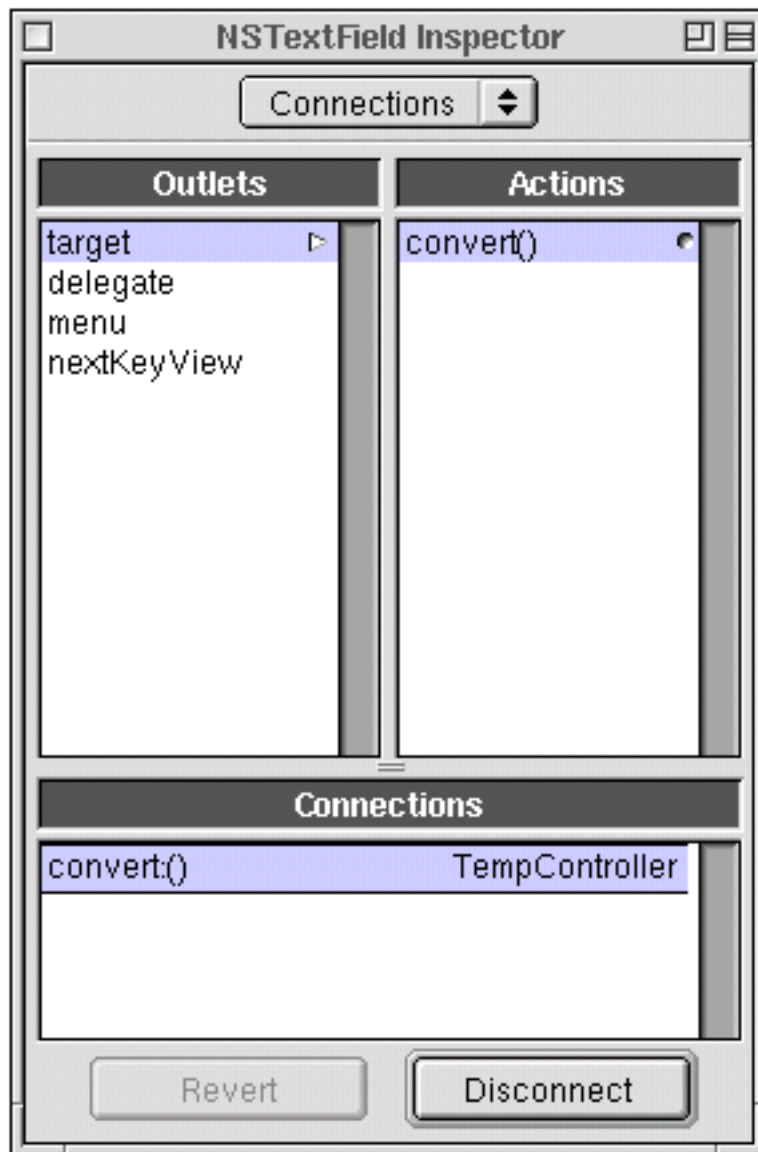 NSTextField Inspector
Connections
Outlets
Actions
target
delegate
menu
nextKeyView
convert()
Connections
convert:() TempController
Revert
Disconnect